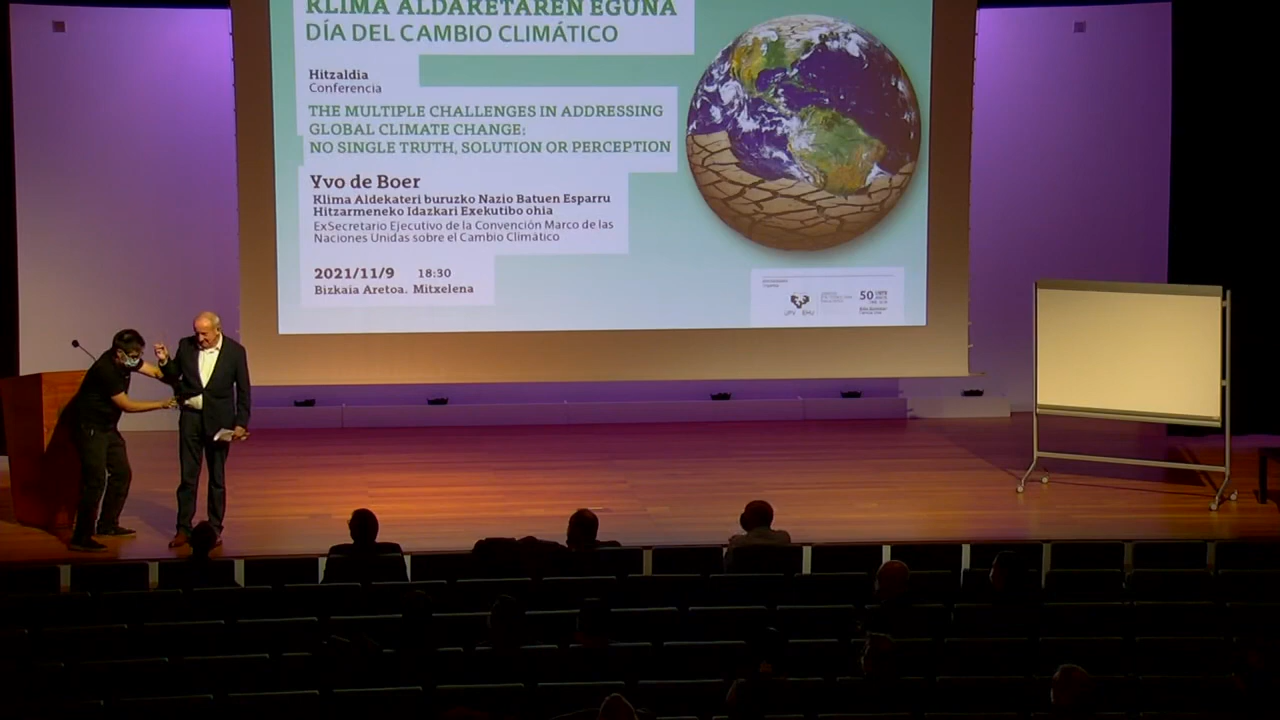 KLIMA ALDAKETAREN EGUNA
DÍA DEL CAMBIO CLIMÁTICO
Hitzaldia
Conferencia
THE MULTIPLE CHALLENGES IN ADDRESSING
GLOBAL CLIMATE CHANGE:
NO SINGLE TRUTH, SOLUTION OR PERCEPTION
Yvo de Boer
Klima Aldekateri buruzko Nazio Batuen Esparru
Hitzarmeneko Idazkari Exekutibo ohia
ExSecretario Ejecutivo de la Convención Marco de las
Naciones Unidas sobre el Cambio Climático
2021/11/9 18:30
Bizkaia Aretoa. Mitxelena
UPV EHU
50